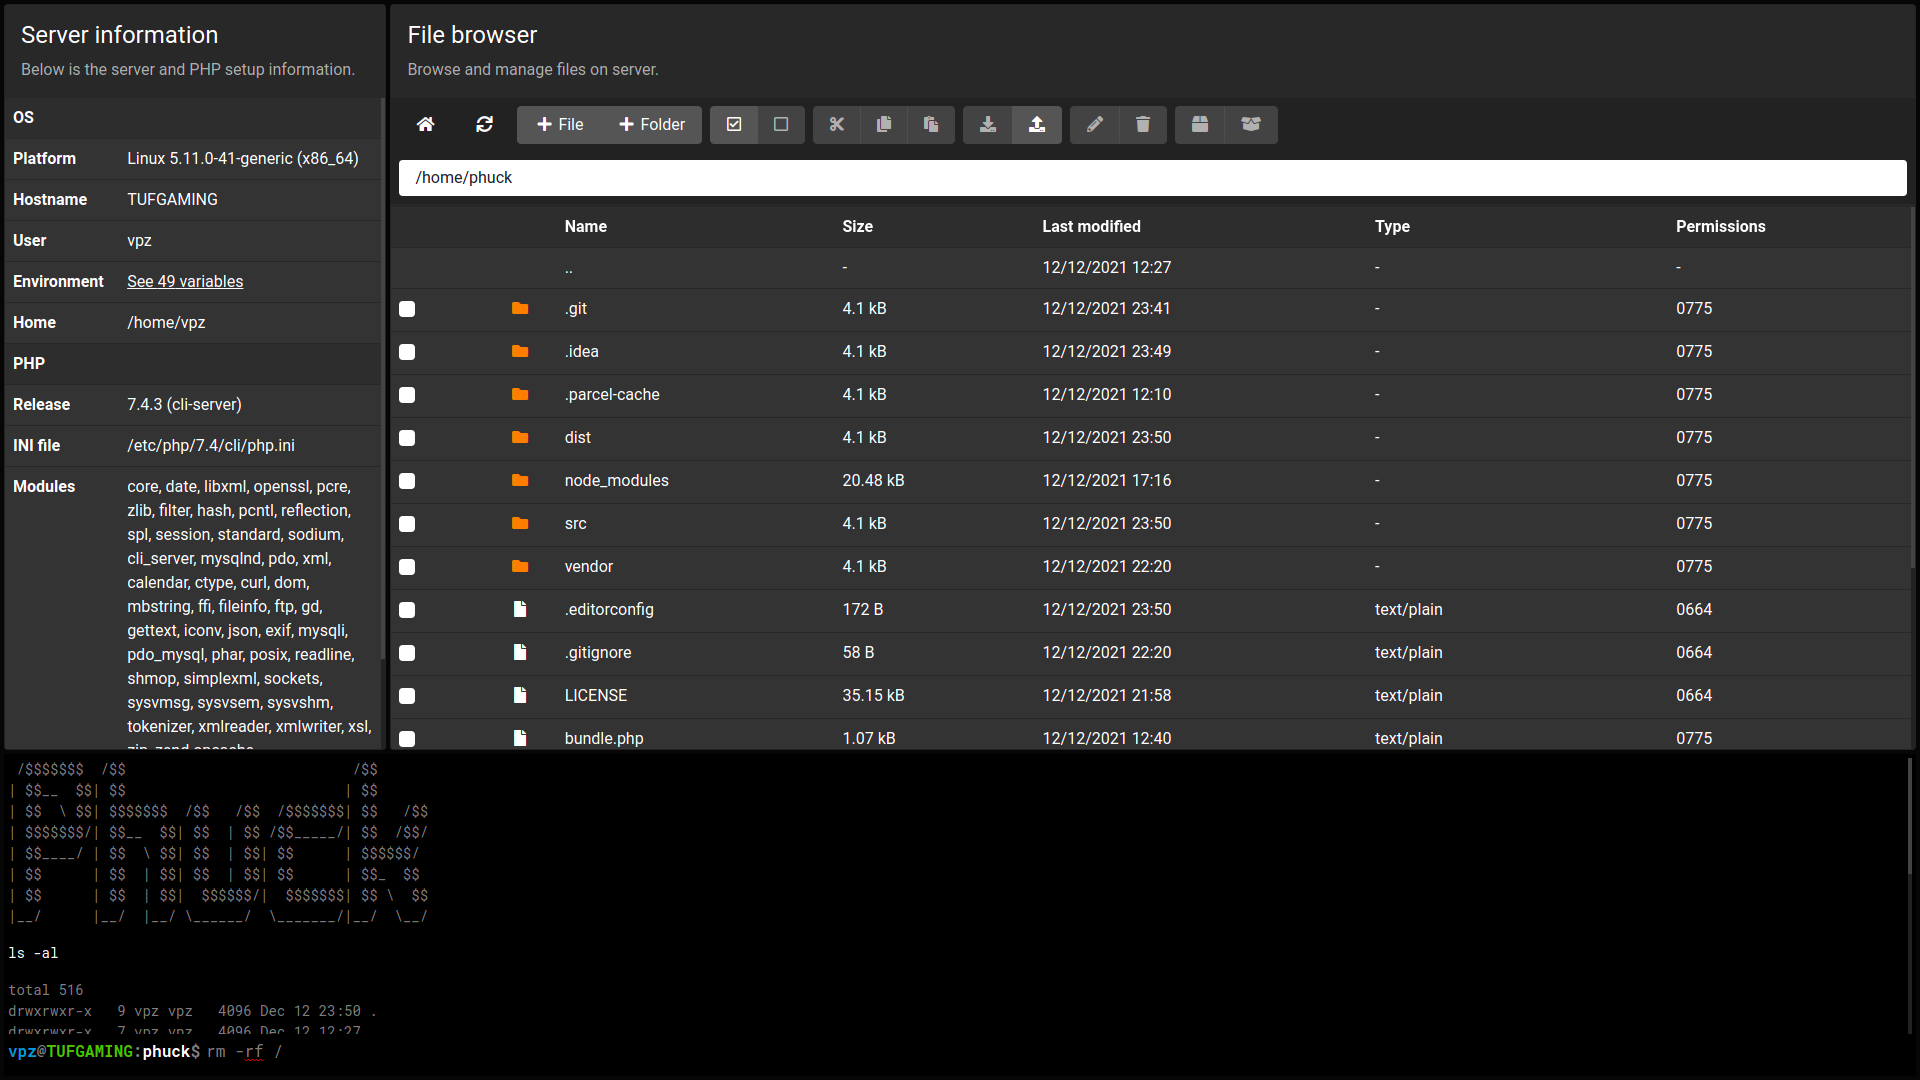 Server information
Below is the server and PHP setup information.
OS
Platform Linux 5.11.0-41-generic (x86_64)
Hostname TUFGAMING
User vpz
Environment See 49 variables
Home /home/vpz
PHP
Release 7.4.3 (cli-server)
INI file /etc/php/7.4/cli/php.ini
Modules core, date, libxml, openssl, pcre,
zlib, filter, hash, pcntl, reflection,
spl, session, standard, sodium,
cli_server, mysqlnd, pdo, xml,
calendar, ctype, curl, dom,
mbstring, ffi, fileinfo, ftp, gd,
gettext, iconv, json, exif, mysqli,
pdo_mysql, phar, posix, readline,
shmop, simplexml, sockets,
sysvmsg, sysvsem, sysvshm,
tokenizer, xmlreader, xmlwriter, xsl,
File browser
Browse and manage files on server.
File Folder
/home/phuck
Name Size Last modified Type Permissions
.. - 12/12/2021 12:27 - -
.git 4.1 kB 12/12/2021 23:41 - 0775
.idea 4.1 kB 12/12/2021 23:49 - 0775
.parcel-cache 4.1 kB 12/12/2021 12:10 - 0775
dist 4.1 kB 12/12/2021 23:50 - 0775
node_modules 20.48 kB 12/12/2021 17:16 - 0775
src 4.1 kB 12/12/2021 23:50 - 0775
vendor 4.1 kB 12/12/2021 22:20 - 0775
.editorconfig 172 B 12/12/2021 23:50 text/plain 0664
.gitignore 58 B 12/12/2021 22:20 text/plain 0664
LICENSE 35.15 kB 12/12/2021 21:58 text/plain 0664
bundle.php 1.07 kB 12/12/2021 12:40 text/plain 0775
 /$$$$$$$  /$$                           /$$
| $$__  $$| $$                          | $$
| $$  \ $$| $$$$$$$  /$$   /$$  /$$$$$$$| $$   /$$
| $$$$$$$/| $$__  $$| $$  | $$ /$$_____/| $$  /$$/
| $$____/ | $$  \ $$| $$  | $$| $$      | $$$$$$/
| $$      | $$  | $$| $$  | $$| $$      | $$_  $$
| $$      | $$  | $$|  $$$$$$/|  $$$$$$$| $$ \  $$
|__/      |__/  |__/ \______/  \_______/|__/  \__/
ls -al
total 516
drwxrwxr-x   9 vpz vpz   4096 Dec 12 23:50 .
drwxrwxr-x   7 vpz vpz   4096 Dec 12 12:27
vpz@TUFGAMING:phuck$ rm -rf /